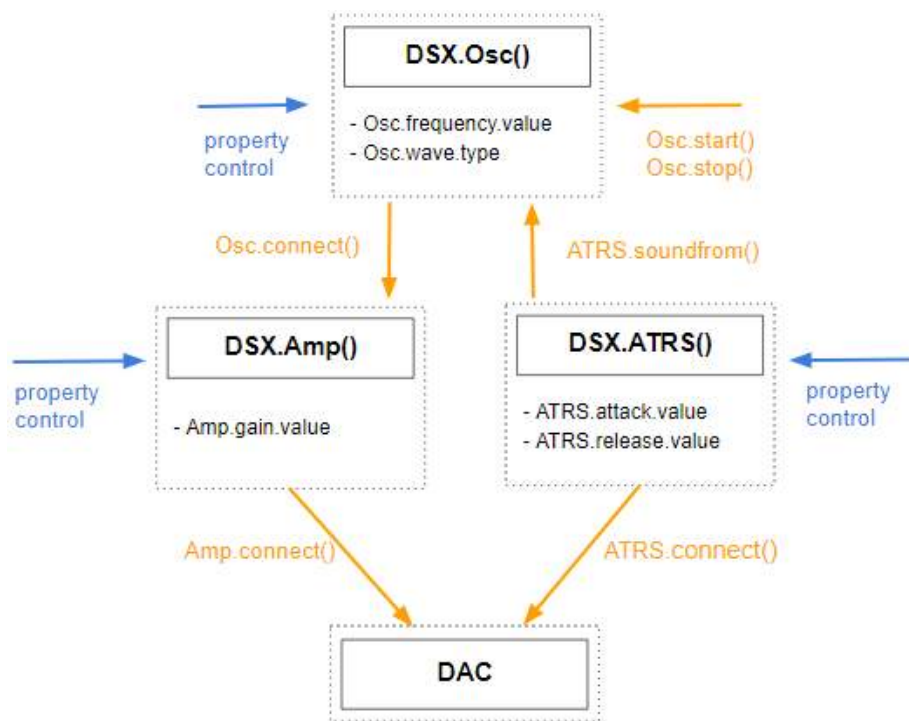 DSX.Osc()
- Osc.frequency.value
- Osc.wave.type
property
control
Osc.start()
Osc.stop()
Osc.connect()
ATRS.soundfrom()
DSX.Amp()
- Amp.gain.value
property
control
DSX.ATRS()
- ATRS.attack.value
- ATRS.release.value
property
control
Amp.connect()
ATRS.connect()
DAC